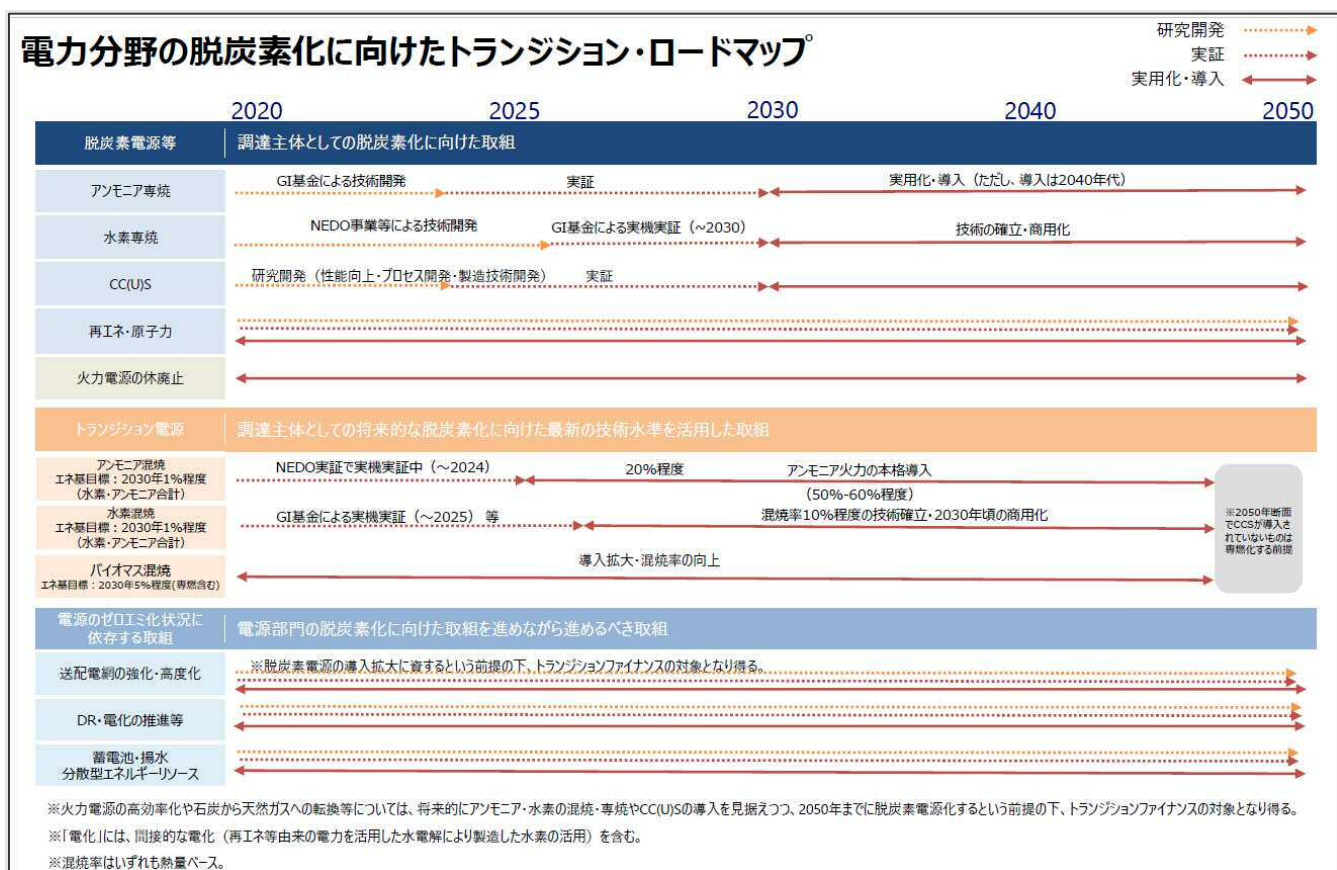 電力分野の脱炭素化に向けたトランジション・ロードマップ
研究開発
実証
実用化・導入
2020 2025 2030 2040 2050
脱炭素電源等 調達主体としての脱炭素化に向けた取組
アンモニア専焼 GI基金による技術開発 実証 実用化・導入（ただし、導入は2040年代）
水素専焼 NEDO事業等による技術開発 GI基金による実機実証（～2030） 技術の確立・商用化
CC(U)S 研究開発（性能向上・プロセス開発・製造技術開発） 実証
再エネ・原子力
火力電源の休廃止
トランジション電源 調達主体としての将来的な脱炭素化に向けた最新の技術水準を活用した取組
アンモニア混焼
エネ基目標：2030年1%程度
（水素・アンモニア合計）
NEDO実証で実機実証中（～2024） 20%程度 アンモニア火力の本格導入
（50%-60%程度）
水素混焼
エネ基目標：2030年1%程度
（水素・アンモニア合計）
GI基金による実機実証（～2025）等 混焼率10%程度の技術確立・2030年頃の商用化
バイオマス混焼
エネ基目標：2030年5%程度(専燃含む)
導入拡大・混焼率の向上
※2050年断面
でCCSが導入さ
れていないものは
専燃化する前提
電源のゼロエミ化状況に
依存する取組
電源部門の脱炭素化に向けた取組を進めながら進めるべき取組
送配電網の強化・高度化 ※脱炭素電源の導入拡大に資するという前提の下、トランジションファイナンスの対象となり得る。
DR・電化の推進等
蓄電池・揚水
分散型エネルギーリソース
※火力電源の高効率化や石炭から天然ガスへの転換等については、将来的にアンモニア・水素の混焼・専焼やCC(U)Sの導入を見据えつつ、2050年までに脱炭素電源化するという前提の下、トランジションファイナンスの対象となり得る。
※「電化」には、間接的な電化（再エネ等由来の電力を活用した水電解により製造した水素の活用）を含む。
※混焼率はいずれも熱量ベース。